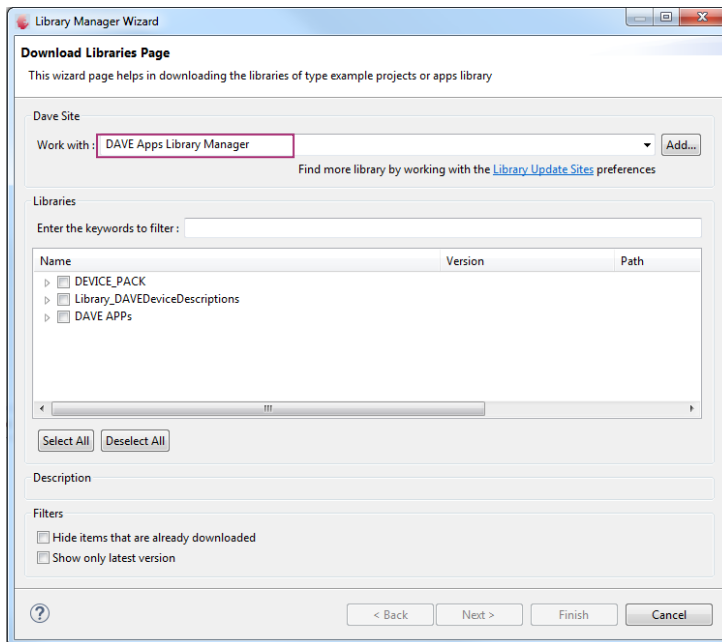 Library Manager Wizard
Download Libraries Page
This wizard page helps in downloading the libraries of type example projects or apps library
Dave Site
Work with : DAVE Apps Library Manager Add...
Find more library by working with the Library Update Sites preferences
Libraries
Enter the keywords to filter :
Name Version Path
DEVICE_PACK
Library_DAVEDeviceDescriptions
DAVE APPs
Select All Deselect All
Description
Filters
Hide items that are already downloaded
Show only latest version
? < Back Next > Finish Cancel